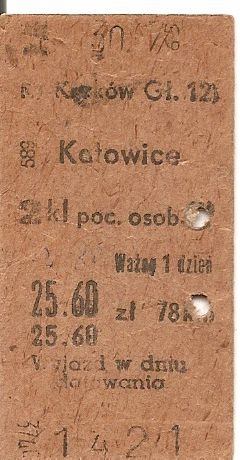 Kraków Gł. 12)
589
Katowice
2 kl poc. osob.
Ważny 1 dzień
25.60 zł 78 km
25.60
Wyjazd w dniu
datowania
1421